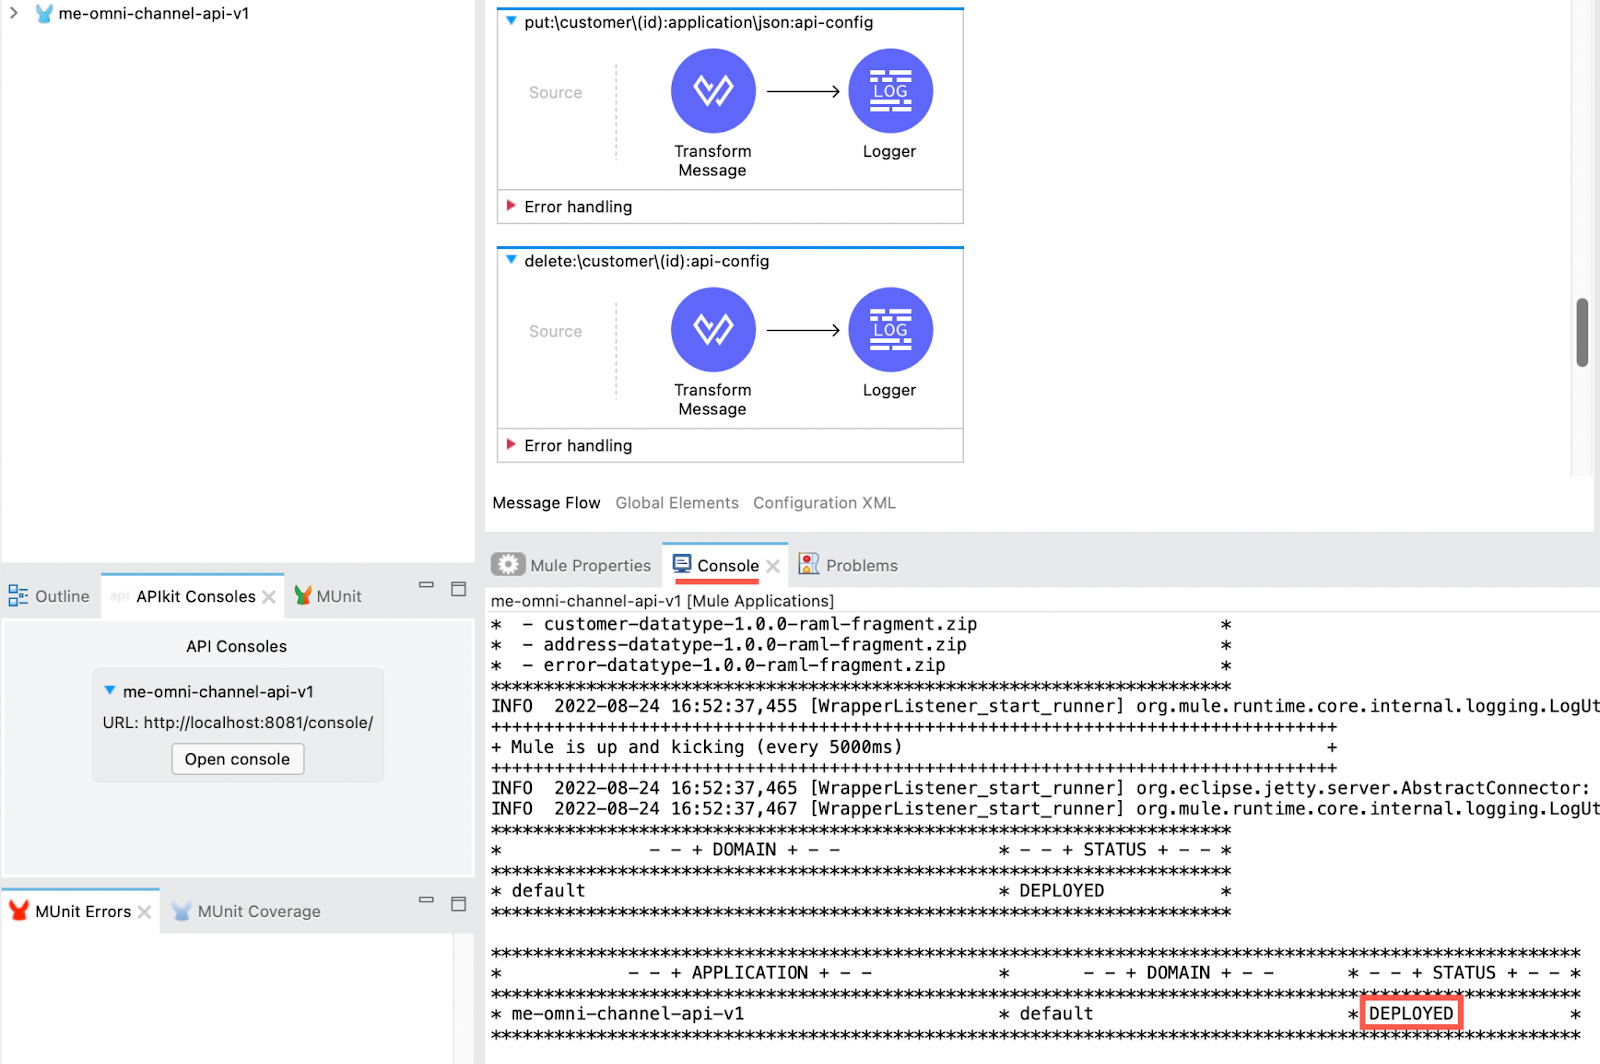 me-omni-channel-api-v1
put:\customer\(id):application\json:api-config
Source
LOG
Transform
Message
Logger
Error handling
delete:\customer\(id):api-config
Source
LOG
Transform
Message
Logger
Error handling
Message Flow Global Elements Configuration XML
Outline api APIkit Consoles MUnit
API Consoles
me-omni-channel-api-v1
URL: http://localhost:8081/console/
Open console
MUnit Errors MUnit Coverage
Mule Properties Console Problems
me-omni-channel-api-v1 [Mule Applications]
* - customer-datatype-1.0.0-raml-fragment.zip *
* - address-datatype-1.0.0-raml-fragment.zip *
* - error-datatype-1.0.0-raml-fragment.zip *
**********************************************************************
INFO 2022-08-24 16:52:37,455 [WrapperListener_start_runner] org.mule.runtime.core.internal.logging.LogUt
++++++++++++++++++++++++++++++++++++++++++++++++++++++++++++++++++++++++++++++++
+ Mule is up and kicking (every 5000ms) +
++++++++++++++++++++++++++++++++++++++++++++++++++++++++++++++++++++++++++++++++
INFO 2022-08-24 16:52:37,465 [WrapperListener_start_runner] org.eclipse.jetty.server.AbstractConnector:
INFO 2022-08-24 16:52:37,467 [WrapperListener_start_runner] org.mule.runtime.core.internal.logging.LogUt
**********************************************************************
* - - + DOMAIN + - - * - - + STATUS + - - *
**********************************************************************
* default * DEPLOYED *
**********************************************************************
*******************************************************************************************************
* - - + APPLICATION + - - * - - + DOMAIN + - - * - - + STATUS + - - *
*******************************************************************************************************
* me-omni-channel-api-v1 * default * DEPLOYED *
*******************************************************************************************************